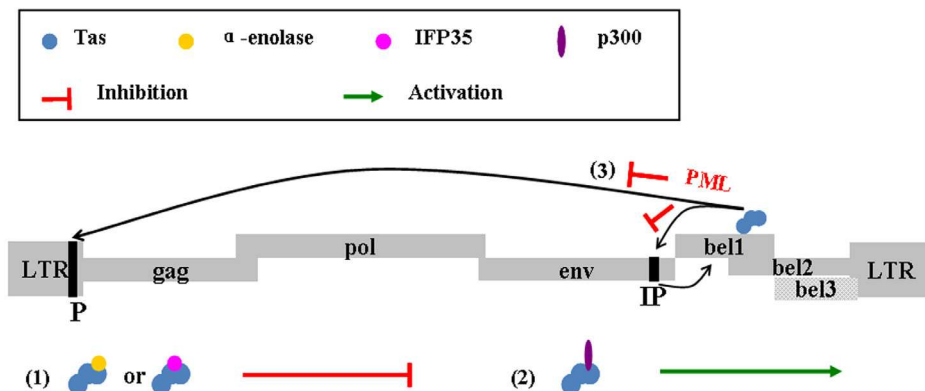 Tas α-enolase IFP35 p300
Inhibition Activation
(3) PML
LTR gag pol env bel1 bel2 bel3 LTR
P IP
(1) or (2)